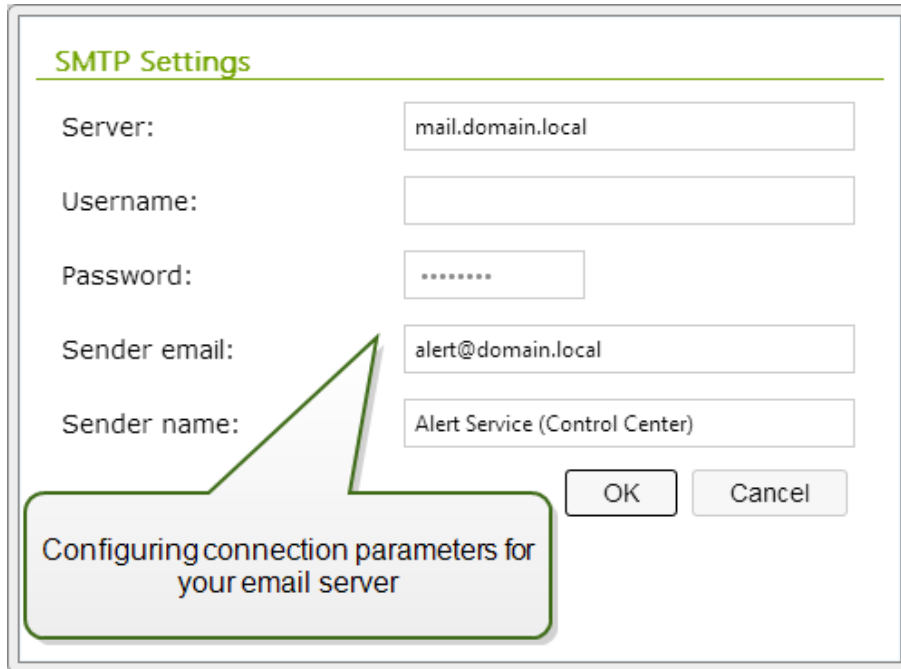 SMTP Settings
Server: mail.domain.local
Username:
Password: ••••••••
Sender email: alert@domain.local
Sender name: Alert Service (Control Center)
OK Cancel
Configuring connection parameters for
your email server